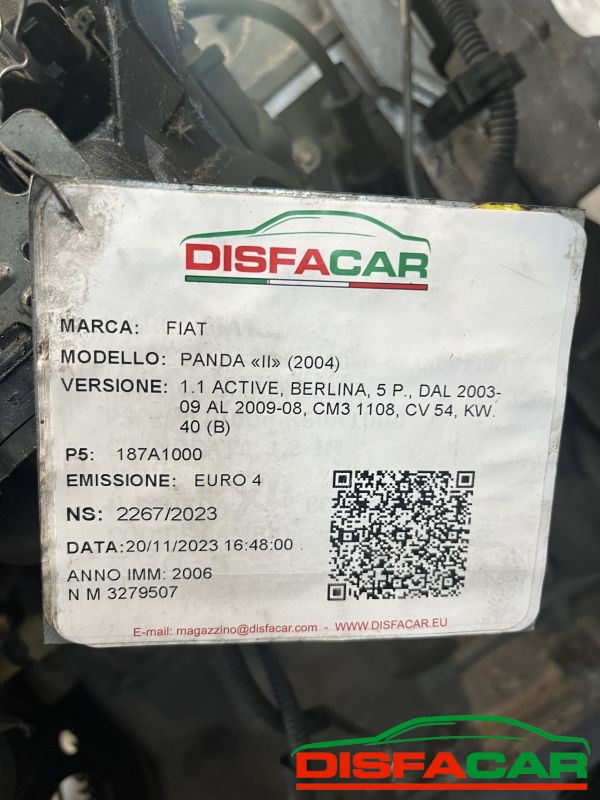 DISFACAR
MARCA: FIAT
MODELLO: PANDA «II» (2004)
VERSIONE: 1.1 ACTIVE, BERLINA, 5 P., DAL 2003-
09 AL 2009-08, CM3 1108, CV 54, KW.
40 (B)
P5: 187A1000
EMISSIONE: EURO 4
NS: 2267/2023
DATA:20/11/2023 16:48:00
ANNO IMM: 2006
N M 3279507
E-mail: magazzino@disfacar.com - WWW.DISFACAR.EU
DISFACAR